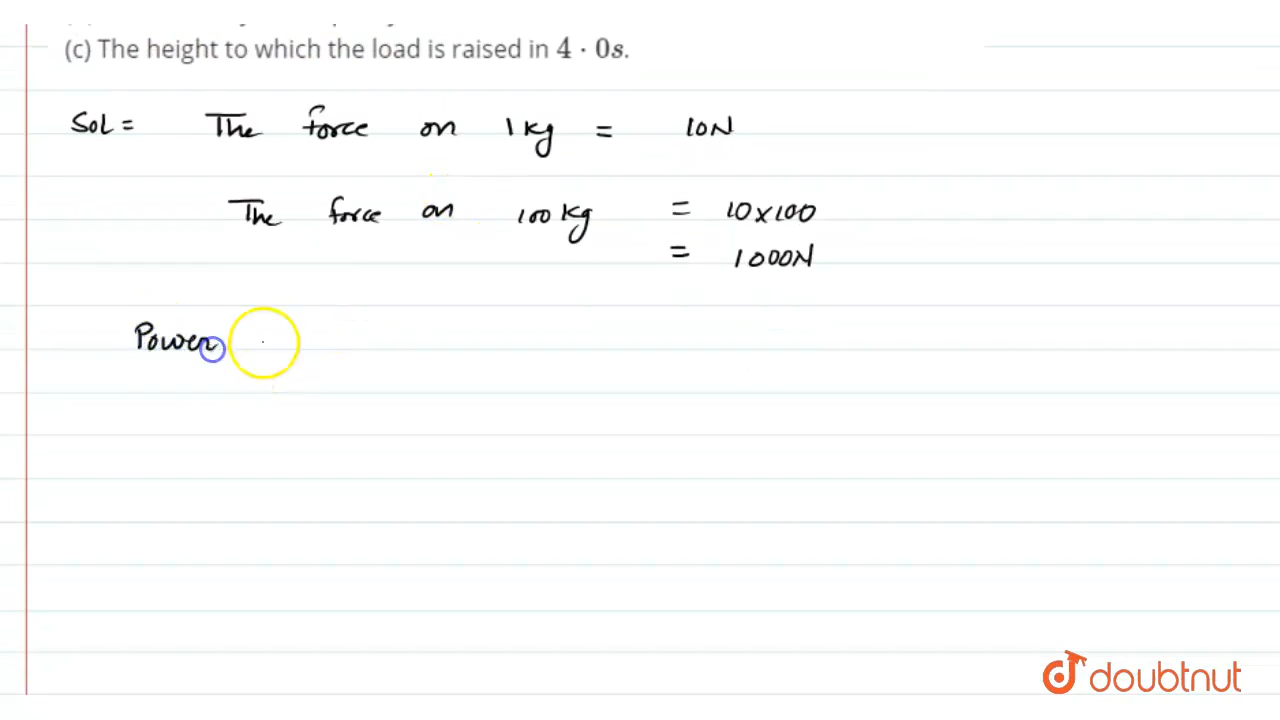 (c) The height to which the load is raised in 4 · 0s.
Sol = The force on 1 kg = 10N
The force on 100 kg = 10×100
= 1000N
Power
doubtnut